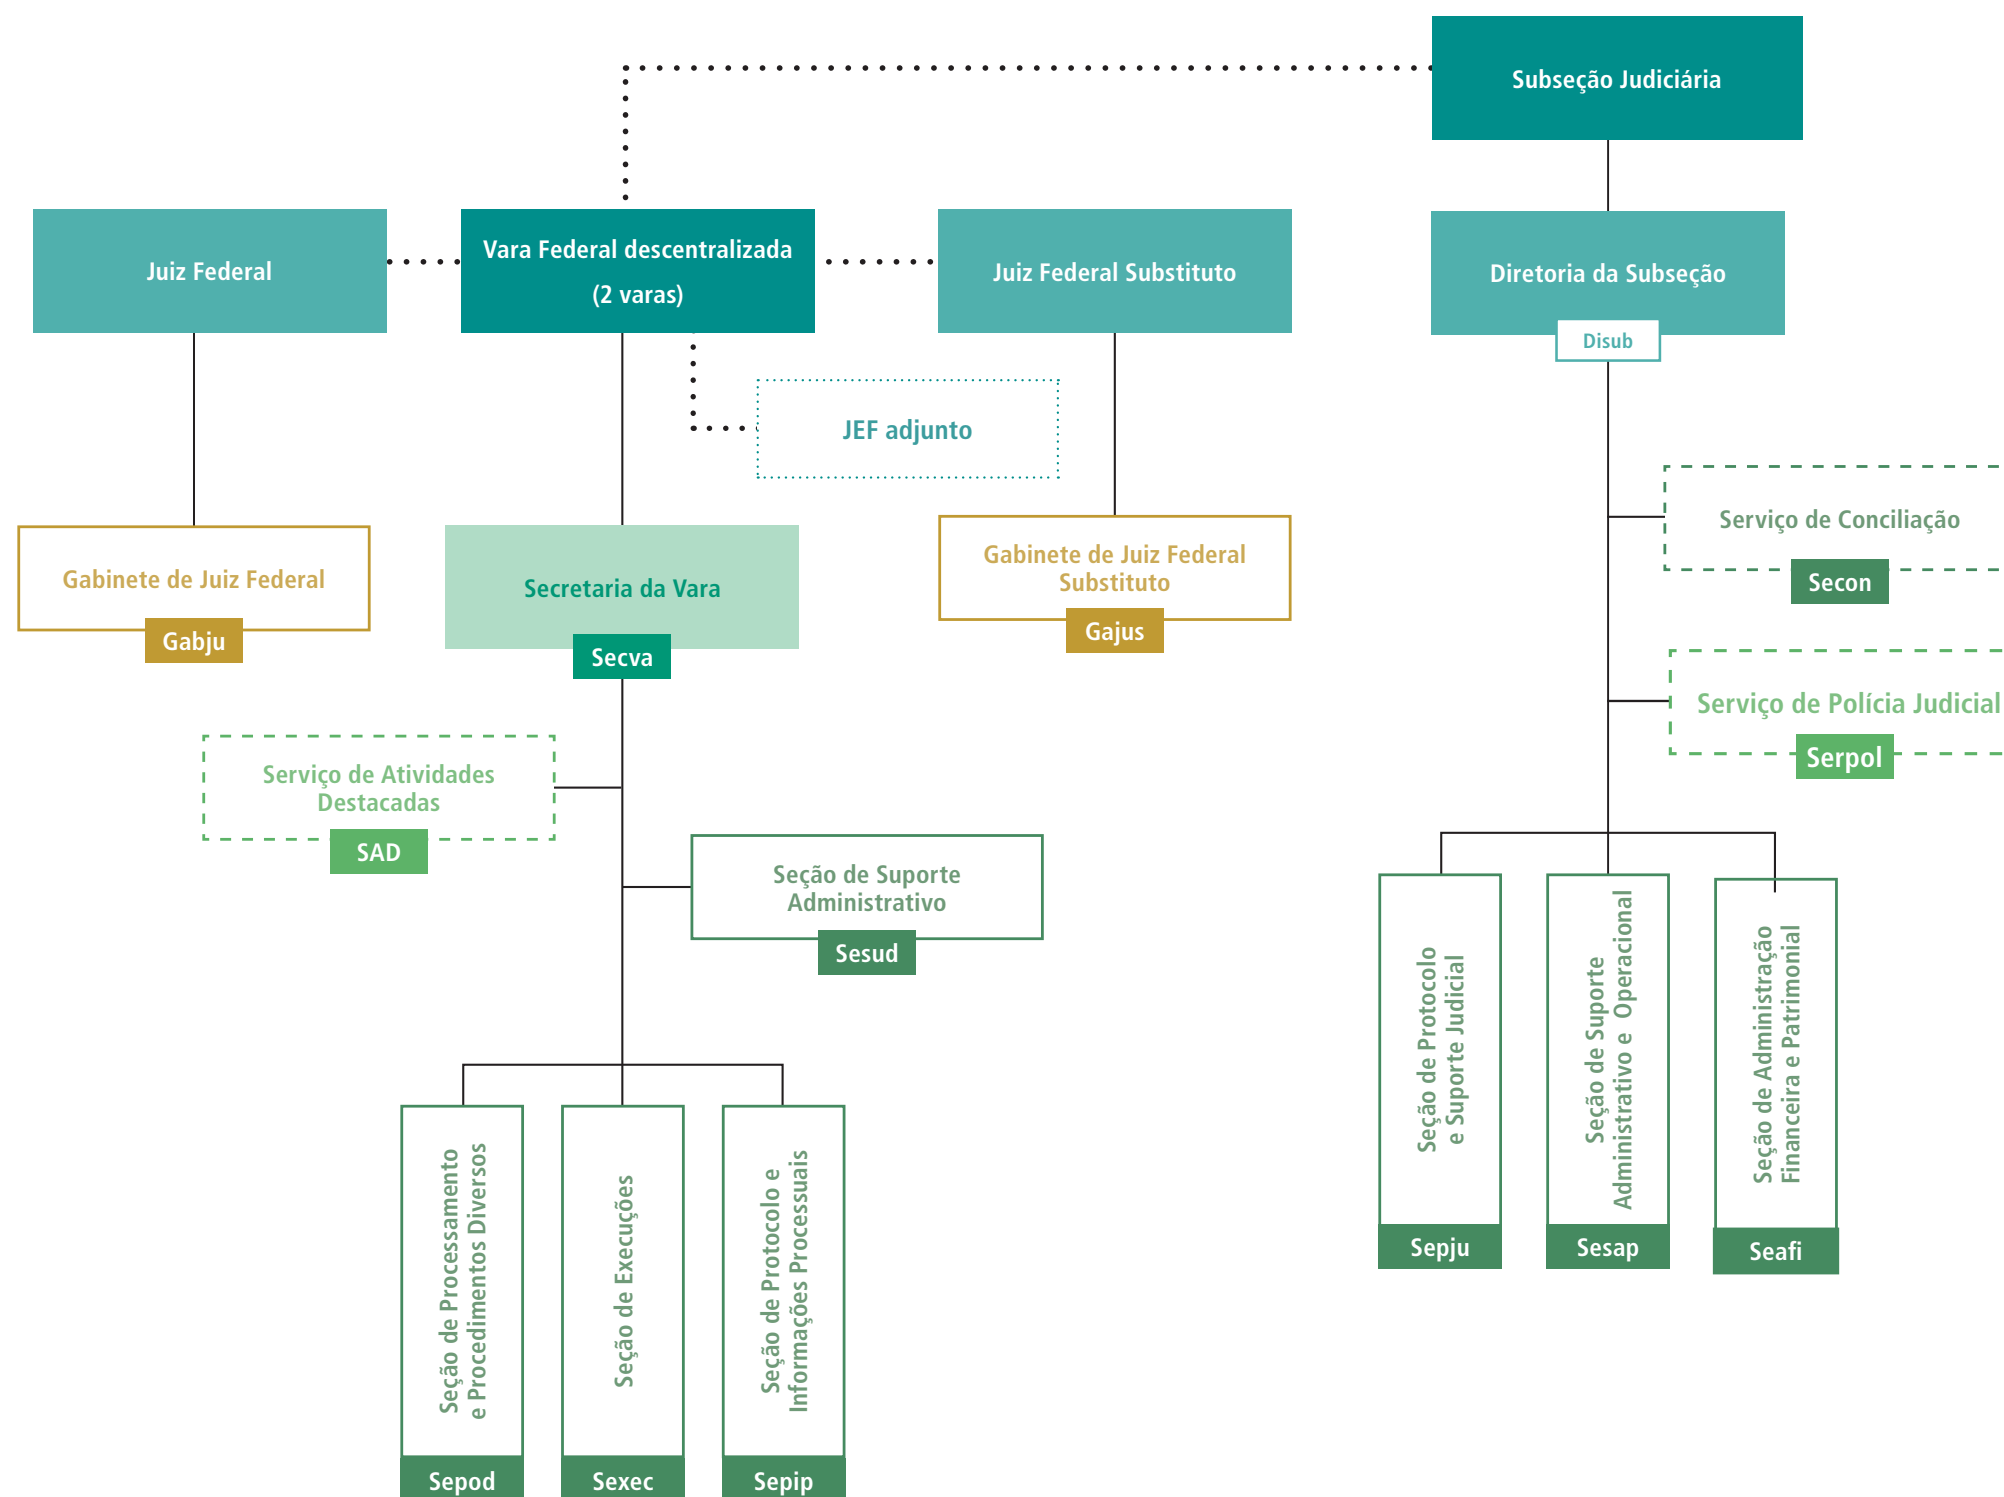 Subseção Judiciária
Juiz Federal
Vara Federal descentralizada
(2 varas)
Juiz Federal Substituto
Diretoria da Subseção
Disub
JEF adjunto
Serviço de Conciliação
Secon
Gabinete de Juiz Federal
Gabju
Secretaria da Vara
Secva
Gabinete de Juiz Federal
Substituto
Gajus
Serviço de Polícia Judicial
Serpol
Serviço de Atividades
Destacadas
SAD
Seção de Suporte
Administrativo
Sesud
Seção de Protocolo
e Suporte Judicial
Sepju
Seção de Suporte
Administrativo e Operacional
Sesap
Seção de Administração
Financeira e Patrimonial
Seafi
Seção de Processamento
e Procedimentos Diversos
Sepod
Seção de Execuções
Sexec
Seção de Protocolo e
Informações Processuais
Sepip